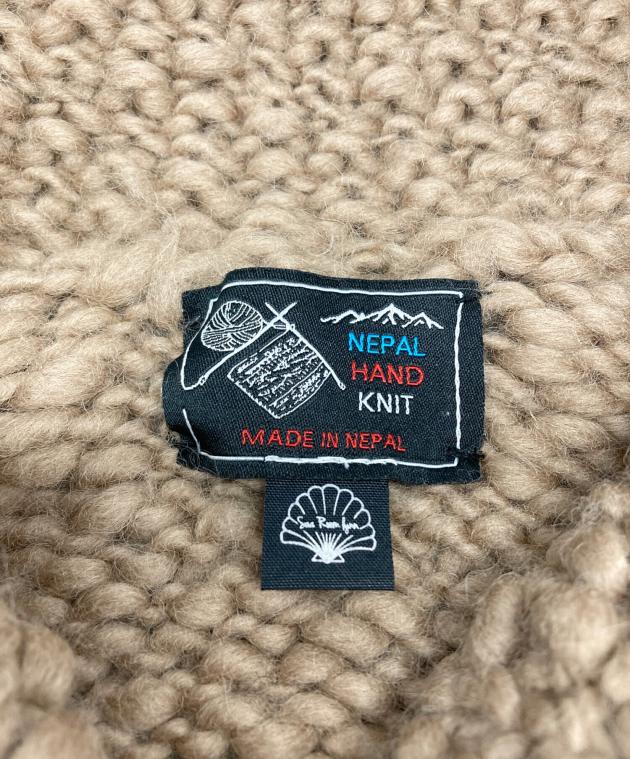 NEPAL
HAND
KNIT
MADE IN NEPAL
Sea Room lynn